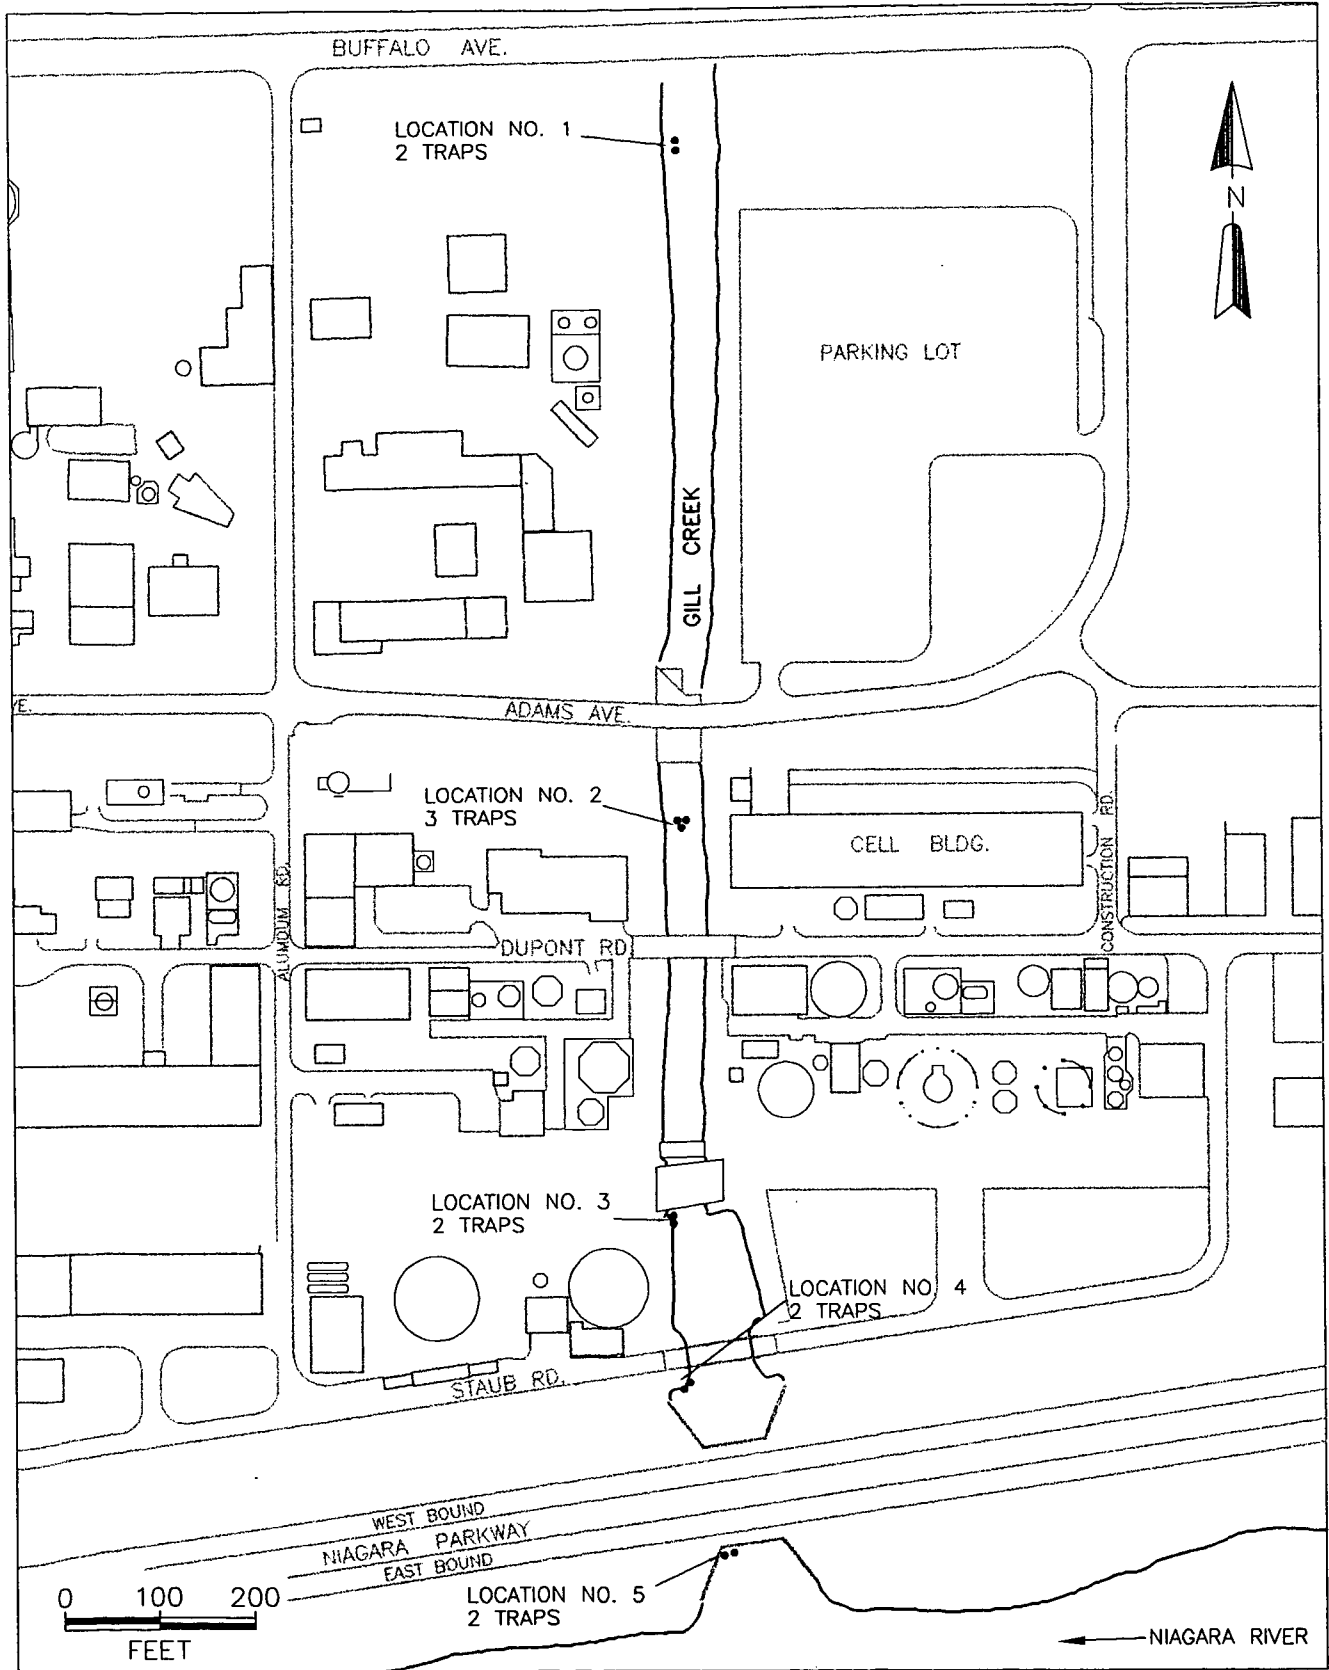 BUFFALO AVE.
LOCATION NO. 1
2 TRAPS
N
PARKING LOT
GILL CREEK
VE.
ADAMS AVE.
LOCATION NO. 2
3 TRAPS
CELL BLDG.
CONSTRUCTION RD.
ALUMDUM RD.
DUPONT RD
LOCATION NO. 3
2 TRAPS
LOCATION NO. 4
2 TRAPS
STAUB RD.
WEST BOUND
NIAGARA PARKWAY
EAST BOUND
0 100 200
FEET
LOCATION NO. 5
2 TRAPS
NIAGARA RIVER